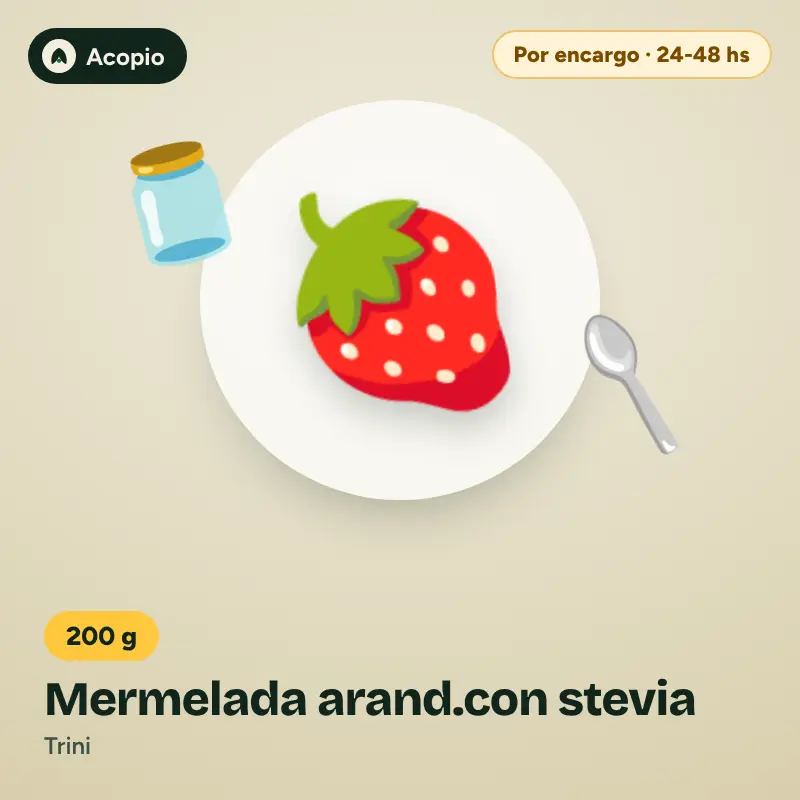 Acopio
Por encargo · 24-48 hs
200 g
Mermelada arand.con stevia
Trini